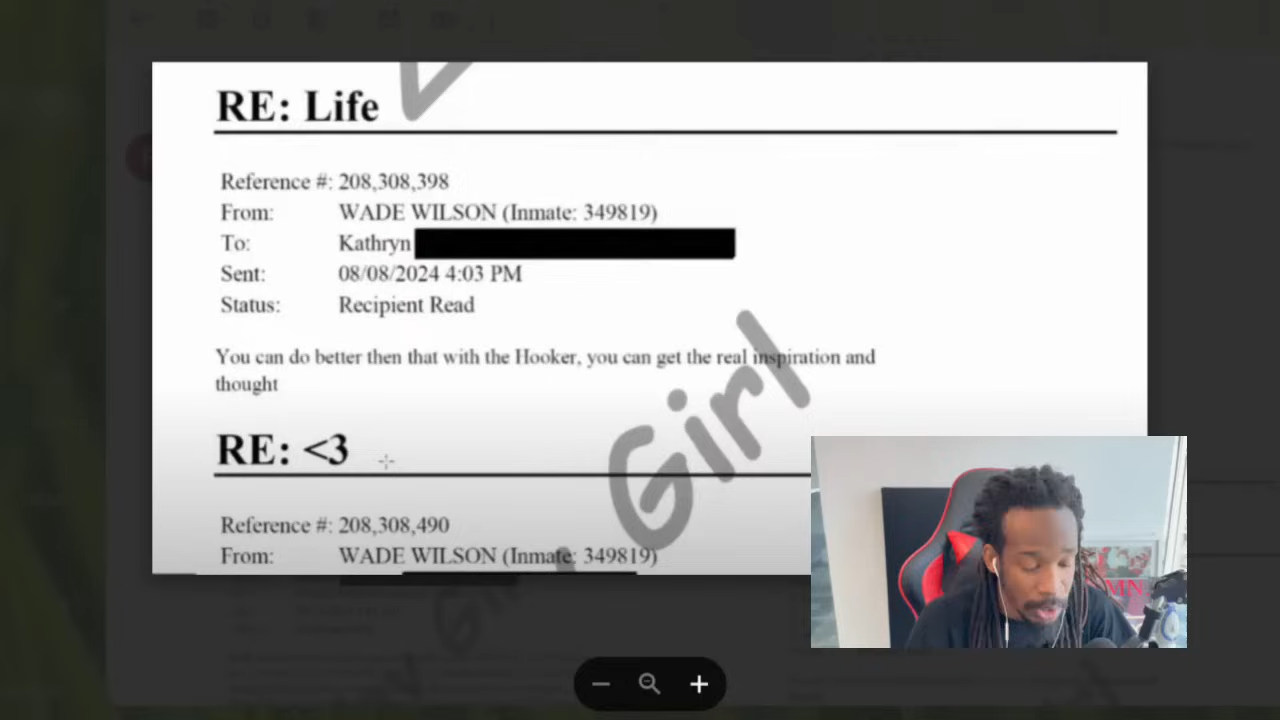 RE: Life
Reference #: 208,308,398
From: WADE WILSON (Inmate: 349819)
To: Kathryn
Sent: 08/08/2024 4:03 PM
Status: Recipient Read
You can do better then that with the Hooker, you can get the real inspiration and
thought
RE: <3
Reference #: 208,308,490
From: WADE WILSON (Inmate: 349819)
Girl
MN